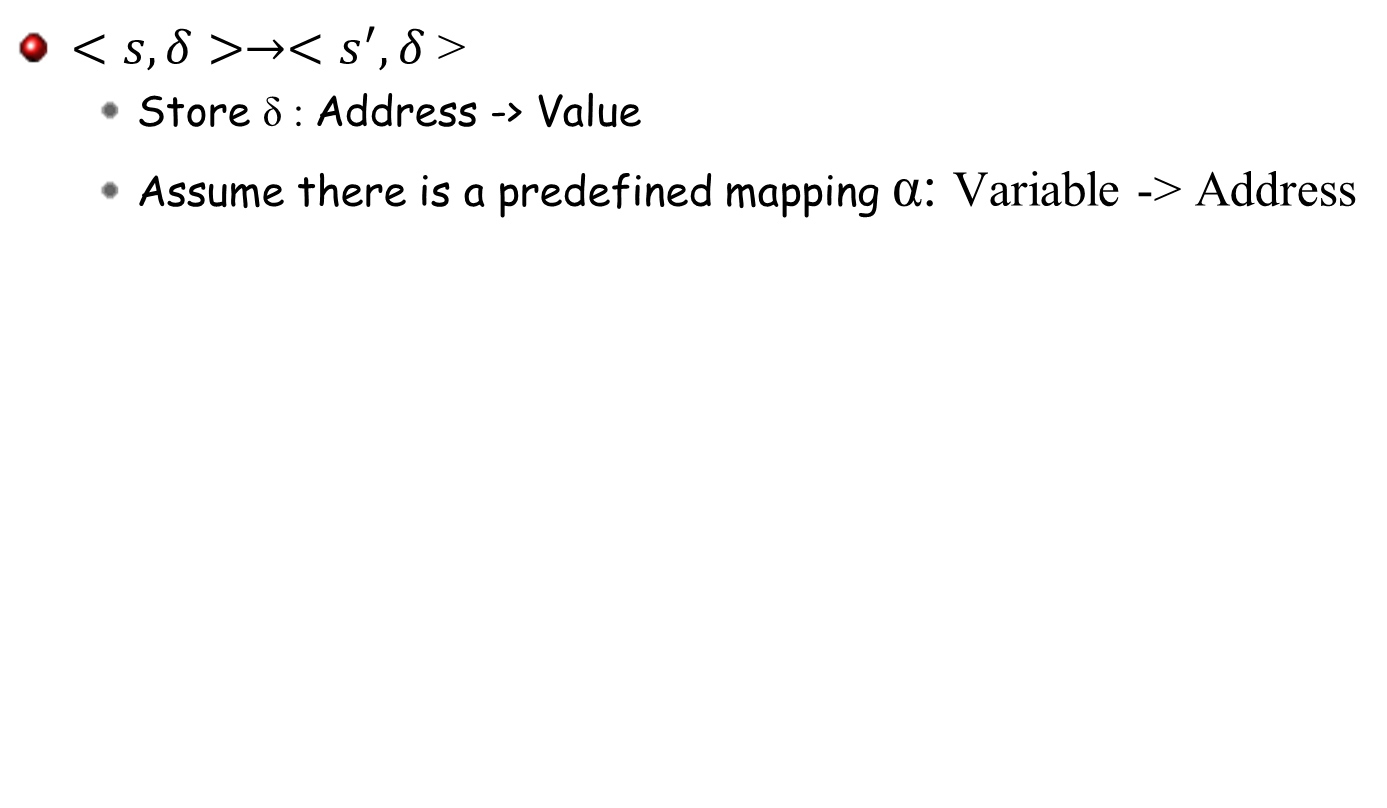 < s, δ >→< s′, δ >
Store δ : Address -> Value
Assume there is a predefined mapping α: Variable -> Address